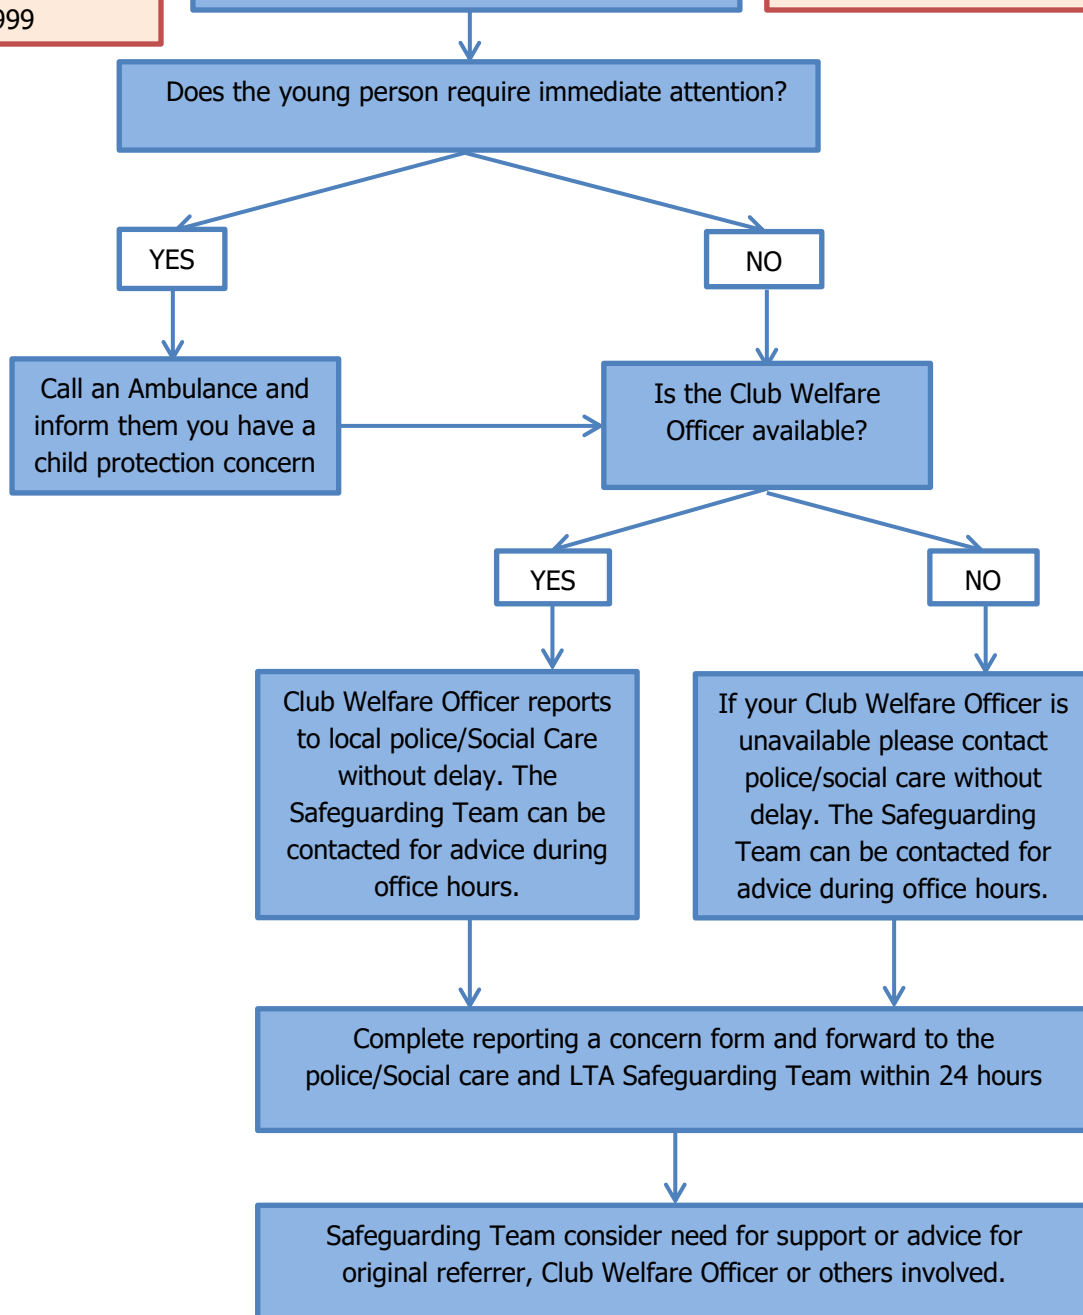 999
Does the young person require immediate attention?
YES
NO
Call an Ambulance and
inform them you have a
child protection concern
Is the Club Welfare
Officer available?
YES
NO
Club Welfare Officer reports
to local police/Social Care
without delay. The
Safeguarding Team can be
contacted for advice during
office hours.
If your Club Welfare Officer is
unavailable please contact
police/social care without
delay. The Safeguarding
Team can be contacted for
advice during office hours.
Complete reporting a concern form and forward to the
police/Social care and LTA Safeguarding Team within 24 hours
Safeguarding Team consider need for support or advice for
original referrer, Club Welfare Officer or others involved.